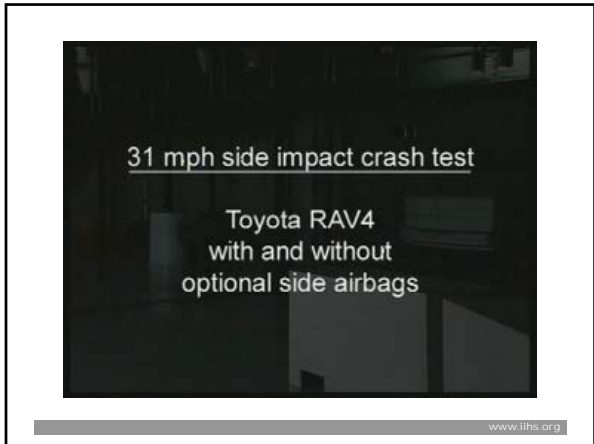 31 mph side impact crash test
Toyota RAV4
with and without
optional side airbags
www.iihs.org